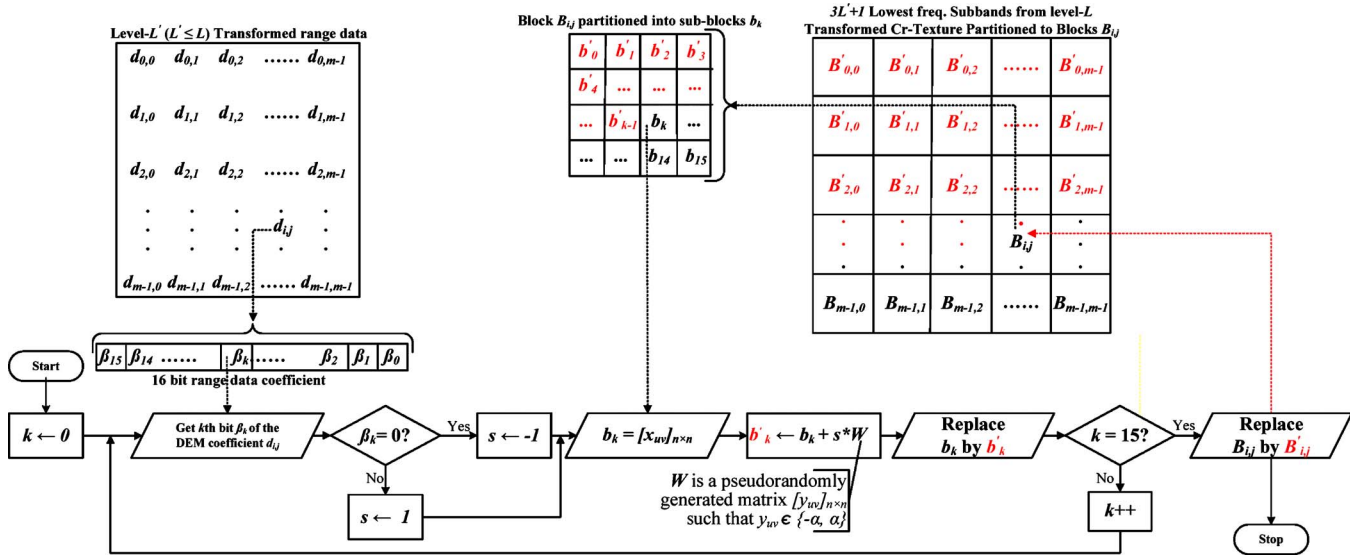 Level-L' (L' ≤ L) Transformed range data
d0,0 d0,1 d0,2 ...... d0,m-1
d1,0 d1,1 d1,2 ...... d1,m-1
d2,0 d2,1 d2,2 ...... d2,m-1
. . . . .
. . . di,j .
. . . . .
dm-1,0 dm-1,1 dm-1,2 ...... dm-1,m-1
β15 β14 ...... βk ...... β2 β1 β0
16 bit range data coefficient
Block Bi,j partitioned into sub-blocks bk
b'0 b'1 b'2 b'3
b'4 ... ... ...
... b'k-1 bk ...
... ... b14 b15
3L'+1 Lowest freq. Subbands from level-L
Transformed Cr-Texture Partitioned to Blocks Bi,j
B'0,0 B'0,1 B'0,2 ...... B'0,m-1
B'1,0 B'1,1 B'1,2 ...... B'1,m-1
B'2,0 B'2,1 B'2,2 ...... B'2,m-1
. . . . .
. . . Bi,j .
. . . . .
Bm-1,0 Bm-1,1 Bm-1,2 ...... Bm-1,m-1
Start
k ← 0
Get kth bit βk of the
DEM coefficient di,j
βk= 0?
Yes
No
s ← -1
s ← 1
bk = [xuv]n×n
b'k ← bk + s*W
W is a pseudorandomly
generated matrix [yuv]n×n
such that yuv ϵ {-α, α}
Replace
bk by b'k
k = 15?
Yes
No
k++
Replace
Bi,j by B'i,j
Stop